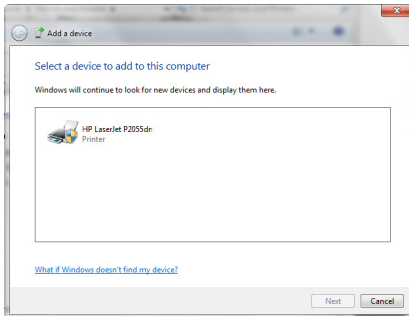 Add a device
Select a device to add to this computer
Windows will continue to look for new devices and display them here.
HP LaserJet P2055dn
Printer
What if Windows doesn't find my device?
Next
Cancel